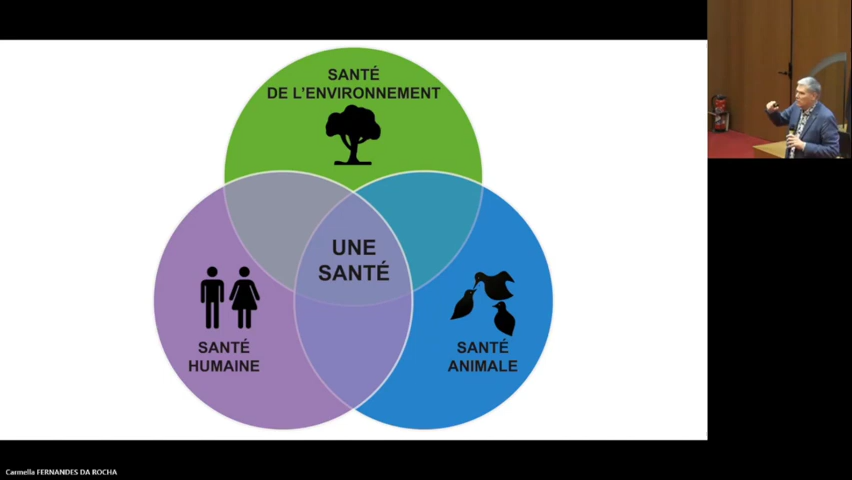 SANTÉ
DE L'ENVIRONNEMENT
UNE
SANTÉ
SANTÉ
HUMAINE
SANTÉ
ANIMALE
Carmella FERNANDES DA ROCHA